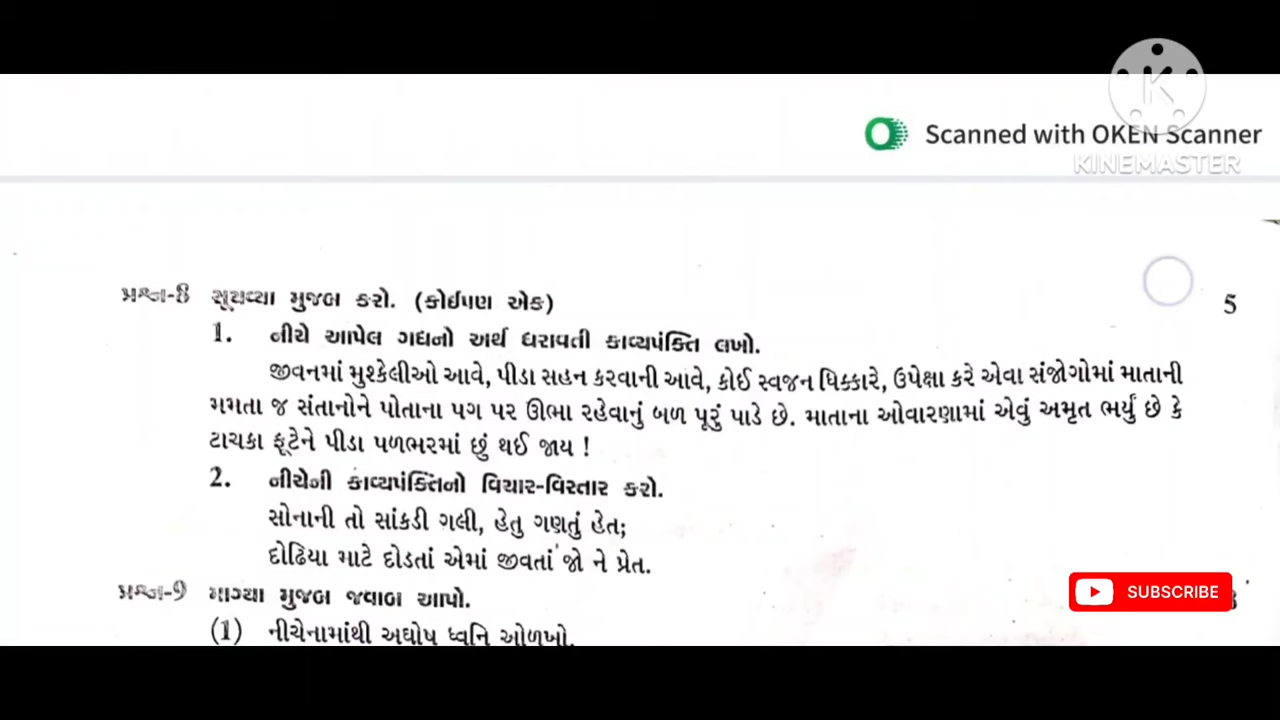 Scanned with OKEN Scanner
KINEMASTER
પ્રશ્ન-8 સૂચવ્યા મુજબ કરો. (કોઈપણ એક) 5
1. નીચે આપેલ ગદ્યનો અર્થ ધરાવતી કાવ્યપંક્તિ લખો.
જીવનમાં મુશ્કેલીઓ આવે, પીડા સહન કરવાની આવે, કોઈ સ્વજન ધિક્કારે, ઉપેક્ષા કરે એવા સંજોગોમાં માતાની
મમતા જ સંતાનોને પોતાના પગ પર ઊભા રહેવાનું બળ પૂરું પાડે છે. માતાના ઓવારણામાં એવું અમૃત ભર્યું છે કે
ટાચકા ફૂટેને પીડા પળભરમાં છું થઈ જાય !
2. નીચેની કાવ્યપંક્તિનો વિચાર-વિસ્તાર કરો.
સોનાની તો સાંકડી ગલી, હેતુ ગણતું હેત;
દોઢિયા માટે દોડતાં એમાં જીવતાં જો ને પ્રેત.
પ્રશ્ન-9 માગ્યા મુજબ જવાબ આપો.
SUBSCRIBE
(1) નીચેનામાંથી અઘોષ ધ્વનિ ઓળખો.